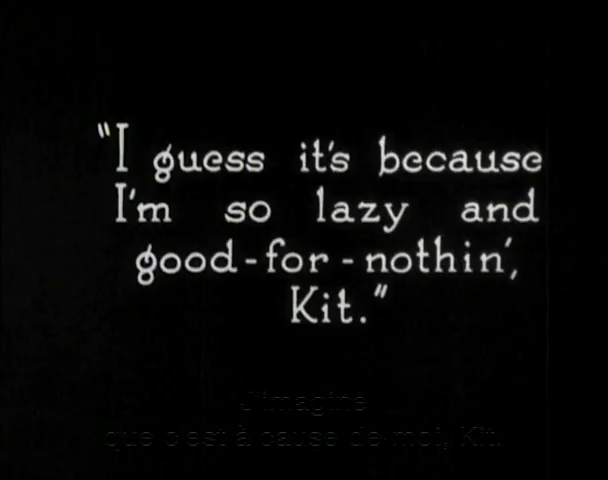 "I guess it's because
I'm so lazy and
good-for-nothin',
Kit."
J'imagine
que c'est à cause de moi, Kit.